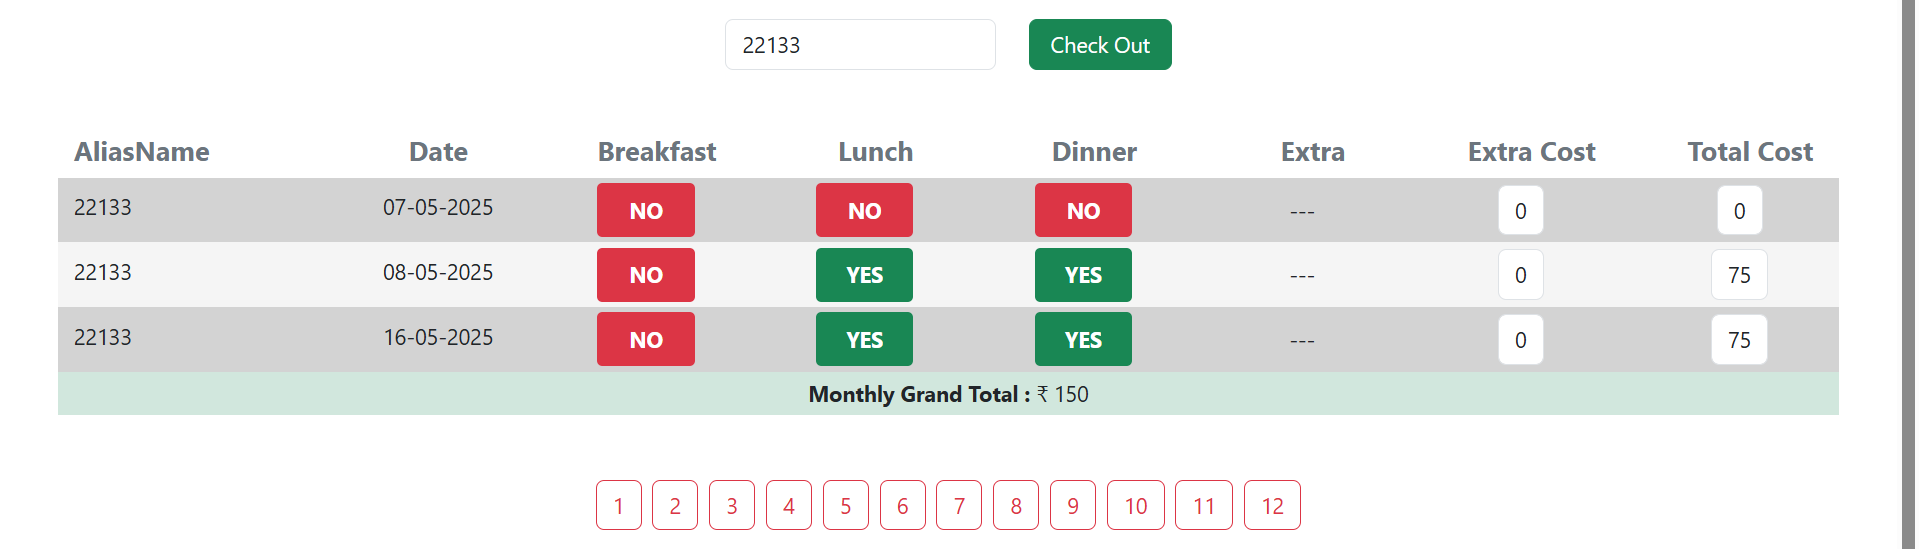 22133 Check Out
AliasName Date Breakfast Lunch Dinner Extra Extra Cost Total Cost
22133 07-05-2025 NO NO NO --- 0 0
22133 08-05-2025 NO YES YES --- 0 75
22133 16-05-2025 NO YES YES --- 0 75
Monthly Grand Total : ₹ 150
1 2 3 4 5 6 7 8 9 10 11 12